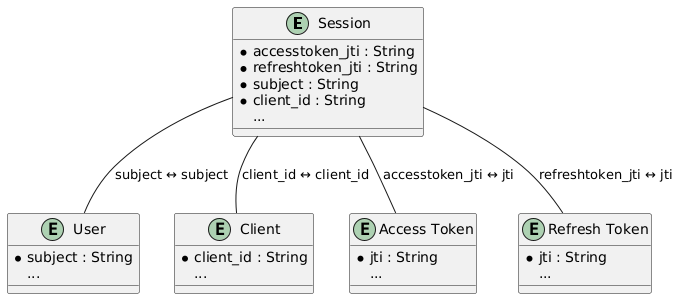 E Session
accesstoken_jti : String
refreshtoken_jti : String
subject : String
client_id : String
...
subject ↔ subject
client_id ↔ client_id
accesstoken_jti ↔ jti
refreshtoken_jti ↔ jti
E User
subject : String
...
E Client
client_id : String
...
E Access Token
jti : String
...
E Refresh Token
jti : String
...